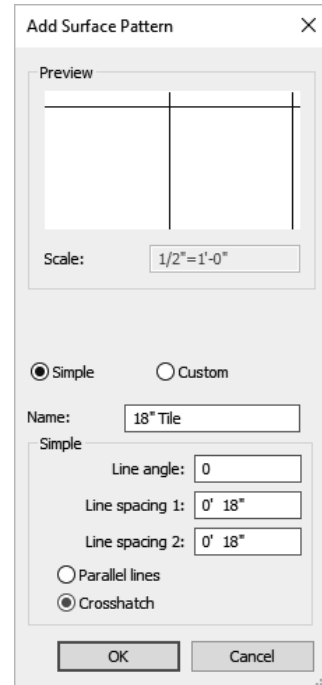 Add Surface Pattern
Preview
Scale: 1/2"=1'-0"
Simple Custom
Name: 18" Tile
Simple
Line angle: 0
Line spacing 1: 0' 18"
Line spacing 2: 0' 18"
Parallel lines
Crosshatch
OK Cancel